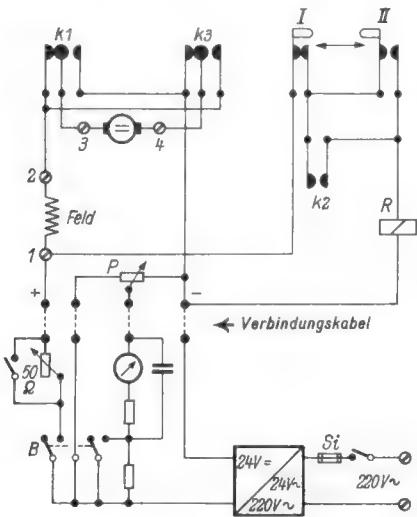 k1
k3
I
II
3
4
k2
2
Feld
R
1
P
+
-
Verbindungskabel
50
Ω
B
Si
24V=
24V~
220V~
220V~